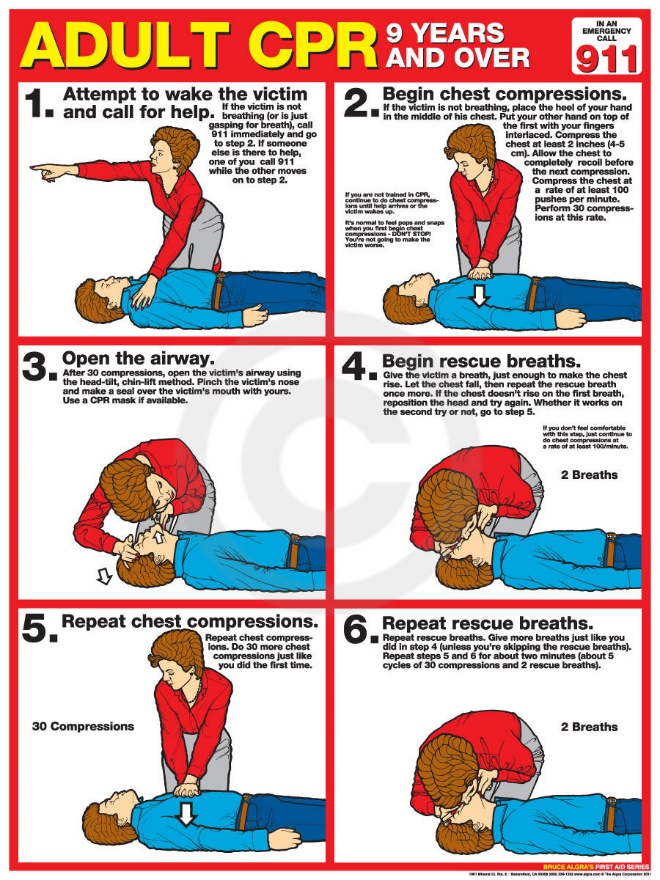 ADULT CPR
9 YEARS
AND OVER
IN AN
EMERGENCY
CALL
911
1. Attempt to wake the victim
and call for help.
If the victim is not
breathing (or is just
gasping for breath), call
911 immediately and go
to step 2. If someone
else is there to help,
one of you call 911
while the other moves
on to step 2.
2. Begin chest compressions.
If the victim is not breathing, place the heel of your hand
in the middle of his chest. Put your other hand on top of
the first with your fingers
interlaced. Compress the
chest at least 2 inches (4-5
cm). Allow the chest to
completely recoil before
the next compression.
Compress the chest at
a rate of at least 100
pushes per minute.
Perform 30 compress-
ions at this rate.
If you are not trained in CPR,
continue to do chest compress-
ions until help arrives or the
victim wakes up.
It's normal to feel pops and snaps
when you first begin chest
compressions - DON'T STOP!
You're not going to make the
victim worse.
3. Open the airway.
After 30 compressions, open the victim's airway using
the head-tilt, chin-lift method. Pinch the victim's nose
and make a seal over the victim's mouth with yours.
Use a CPR mask if available.
4. Begin rescue breaths.
Give the victim a breath, just enough to make the chest
rise. Let the chest fall, then repeat the rescue breath
once more. If the chest doesn't rise on the first breath,
reposition the head and try again. Whether it works on
the second try or not, go to step 5.
If you don't feel comfortable
with this step, just continue to
do chest compressions at
a rate of at least 100/minute.
2 Breaths
5. Repeat chest compressions.
Repeat chest compress-
ions. Do 30 more chest
compressions just like
you did the first time.
30 Compressions
6. Repeat rescue breaths.
Repeat rescue breaths. Give more breaths just like you
did in step 4 (unless you're skipping the rescue breaths).
Repeat steps 5 and 6 for about two minutes (about 5
cycles of 30 compressions and 2 rescue breaths).
2 Breaths
BRUCE ALGRA'S FIRST AID SERIES
www.algra.com © The Algra Corporation